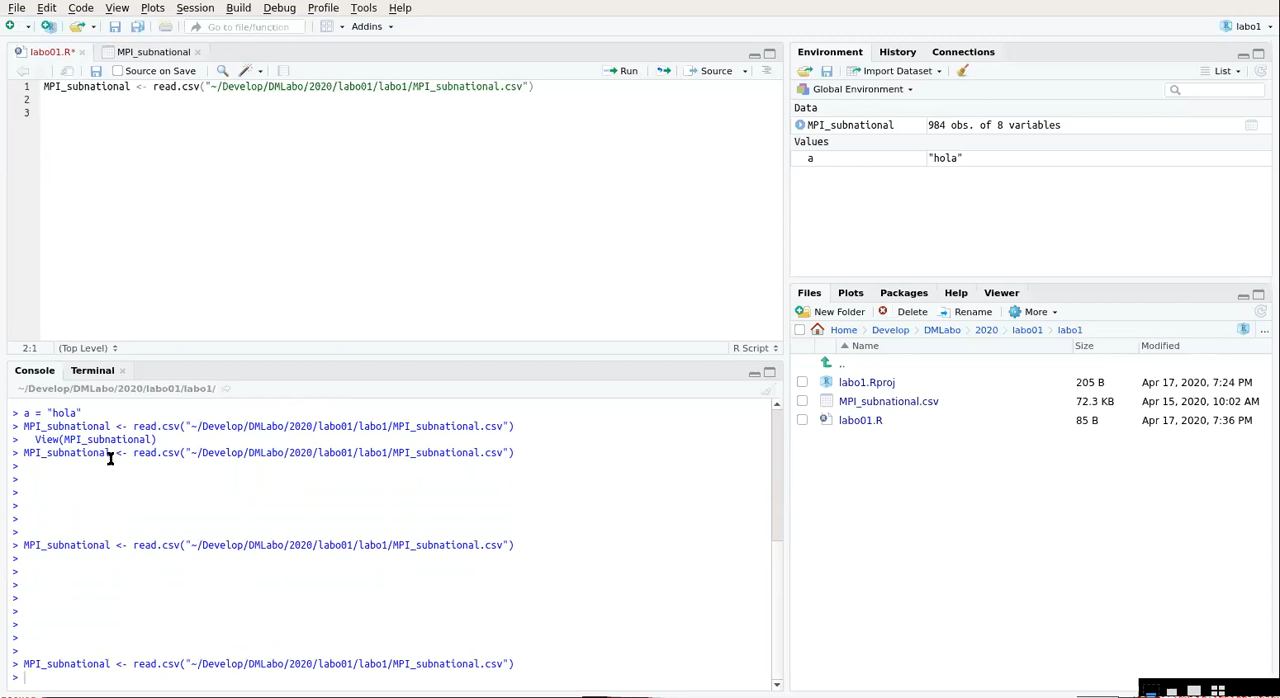 File Edit Code View Plots Session Build Debug Profile Tools Help
Go to file/function Addins labo1
labo01.R* MPI_subnational
Source on Save Run Source
1 MPI_subnational <- read.csv("~/Develop/DMLabo/2020/labo01/labo1/MPI_subnational.csv")
2
3
2:1 (Top Level) R Script
Console Terminal
~/Develop/DMLabo/2020/labo01/labo1/
> a = "hola"
> MPI_subnational <- read.csv("~/Develop/DMLabo/2020/labo01/labo1/MPI_subnational.csv")
>   View(MPI_subnational)
> MPI_subnational <- read.csv("~/Develop/DMLabo/2020/labo01/labo1/MPI_subnational.csv")
>
>
>
>
>
>
> MPI_subnational <- read.csv("~/Develop/DMLabo/2020/labo01/labo1/MPI_subnational.csv")
>
>
>
>
>
>
>
>
> MPI_subnational <- read.csv("~/Develop/DMLabo/2020/labo01/labo1/MPI_subnational.csv")
>
Environment History Connections
Import Dataset List
Global Environment
Data
MPI_subnational 984 obs. of 8 variables
Values
a "hola"
Files Plots Packages Help Viewer
New Folder Delete Rename More
Home Develop DMLabo 2020 labo01 labo1 ...
Name Size Modified
..
labo1.Rproj 205 B Apr 17, 2020, 7:24 PM
MPI_subnational.csv 72.3 KB Apr 15, 2020, 10:02 AM
labo01.R 85 B Apr 17, 2020, 7:36 PM